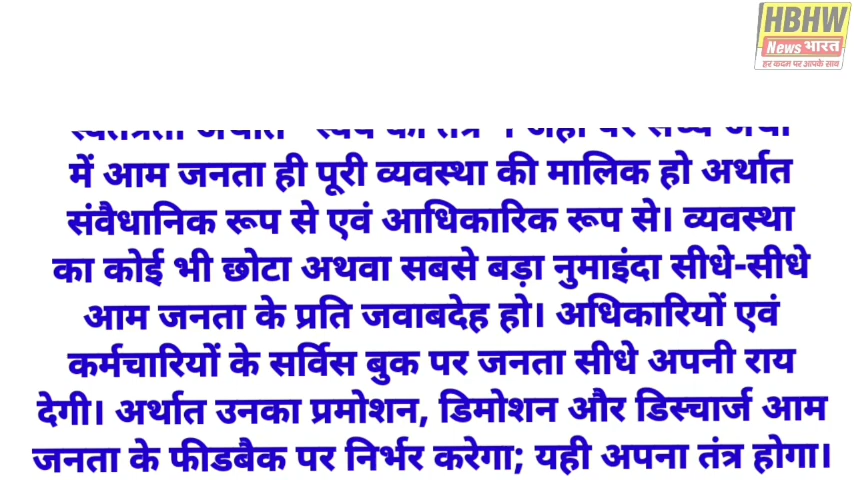 HBHW
News भारत
हर कदम पर आपके साथ
में आम जनता ही पूरी व्यवस्था की मालिक हो अर्थात
संवैधानिक रूप से एवं आधिकारिक रूप से। व्यवस्था
का कोई भी छोटा अथवा सबसे बड़ा नुमाइंदा सीधे-सीधे
आम जनता के प्रति जवाबदेह हो। अधिकारियों एवं
कर्मचारियों के सर्विस बुक पर जनता सीधे अपनी राय
देगी। अर्थात उनका प्रमोशन, डिमोशन और डिस्चार्ज आम
जनता के फीडबैक पर निर्भर करेगा; यही अपना तंत्र होगा।